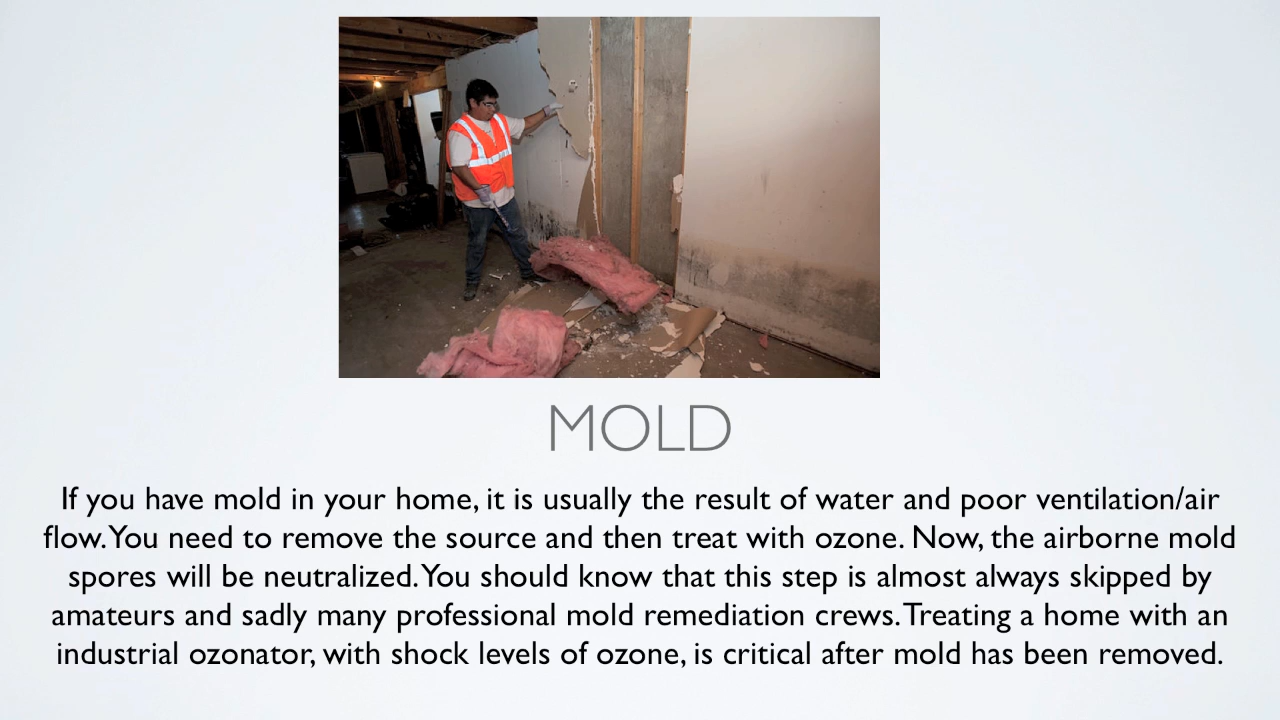 MOLD
If you have mold in your home, it is usually the result of water and poor ventilation/air
flow. You need to remove the source and then treat with ozone. Now, the airborne mold
spores will be neutralized. You should know that this step is almost always skipped by
amateurs and sadly many professional mold remediation crews. Treating a home with an
industrial ozonator, with shock levels of ozone, is critical after mold has been removed.